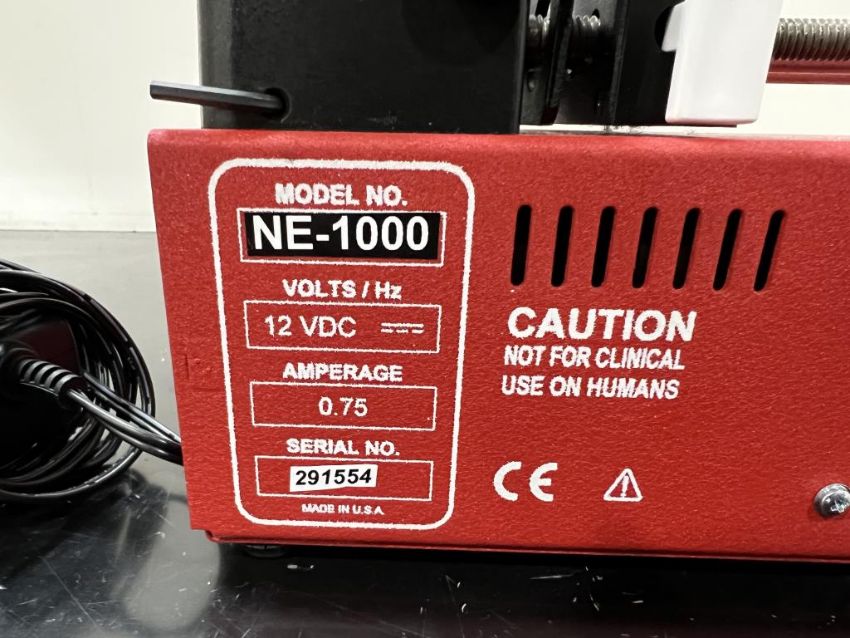 MODEL NO.
NE-1000
VOLTS / Hz
12 VDC
AMPERAGE
0.75
SERIAL NO.
291554
MADE IN U.S.A.
CAUTION
NOT FOR CLINICAL
USE ON HUMANS
CE